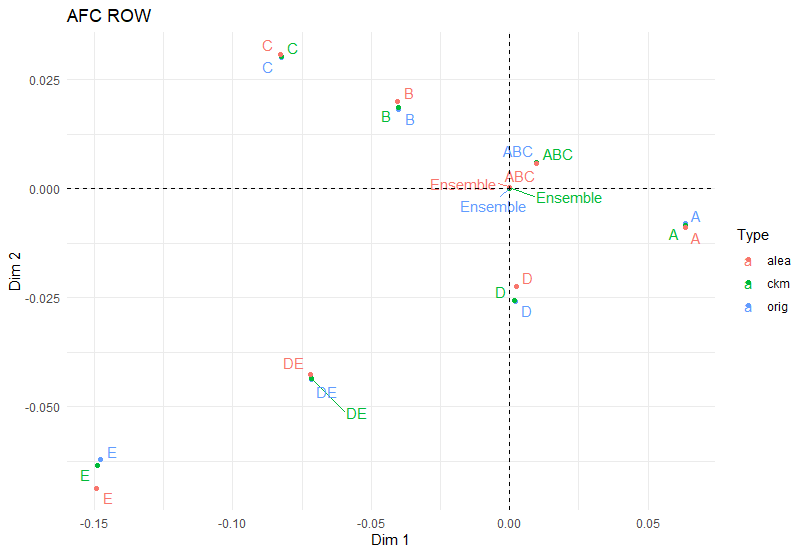 AFC ROW
C
C
C
B
B
B
ABC
ABC
ABC
Ensemble
Ensemble
Ensemble
A
A
A
D
D
D
DE
DE
DE
E
E
E
0.025
0.000
-0.025
-0.050
Dim 2
-0.15
-0.10
-0.05
0.00
0.05
Dim 1
Type
a alea
a ckm
a orig